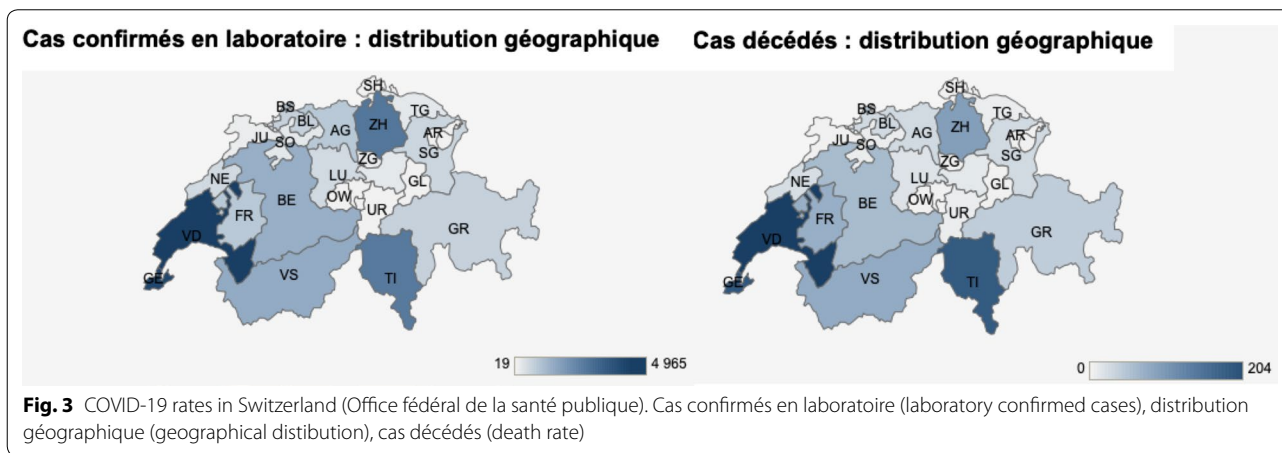 Cas confirmés en laboratoire : distribution géographique
SH
BS
BL
TG
AG
ZH
JU
SO
AR
SG
ZG
NE
LU
GL
OW
BE
UR
FR
GR
VD
VS
TI
GE
19
4 965
Cas décédés : distribution géographique
SH
BS
BL
TG
AG
ZH
JU
SO
AR
SG
ZG
NE
LU
GL
OW
BE
UR
FR
GR
VD
VS
TI
GE
0
204
Fig. 3 COVID-19 rates in Switzerland (Office fédéral de la santé publique). Cas confirmés en laboratoire (laboratory confirmed cases), distribution
géographique (geographical distibution), cas décédés (death rate)